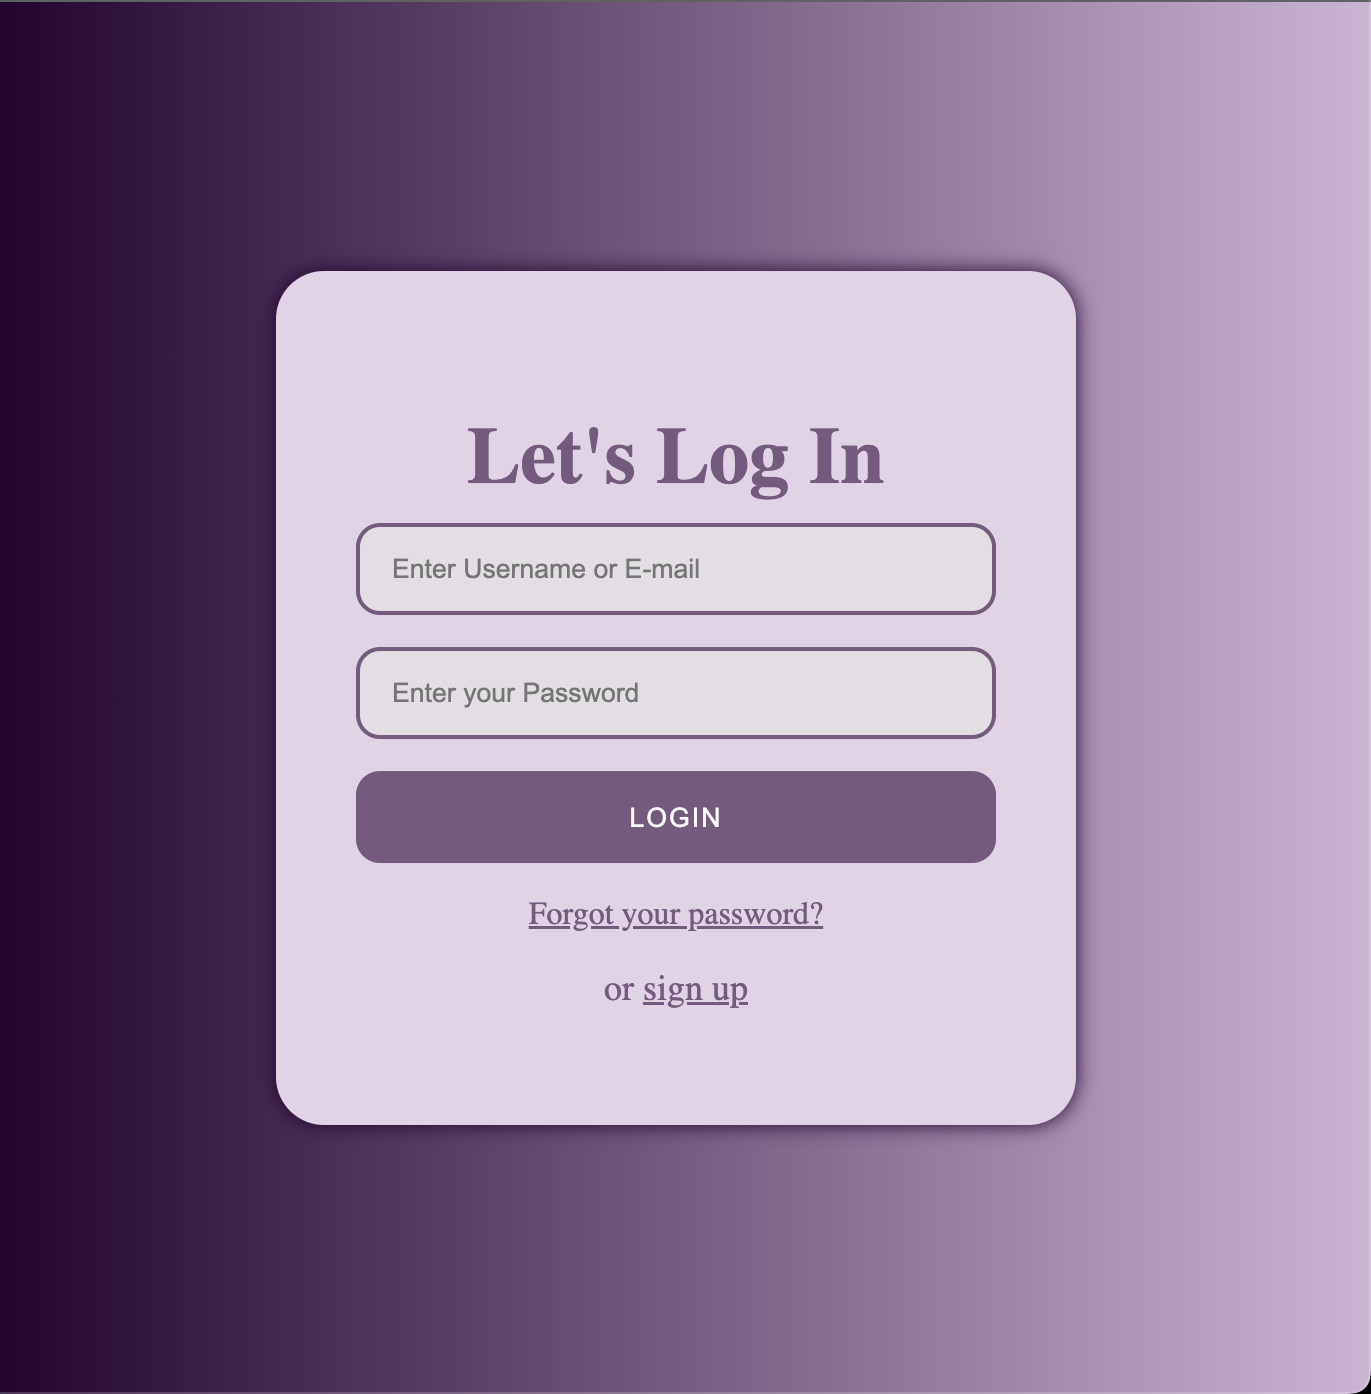 Let's Log In
Enter Username or E-mail
Enter your Password
LOGIN
Forgot your password?
or sign up